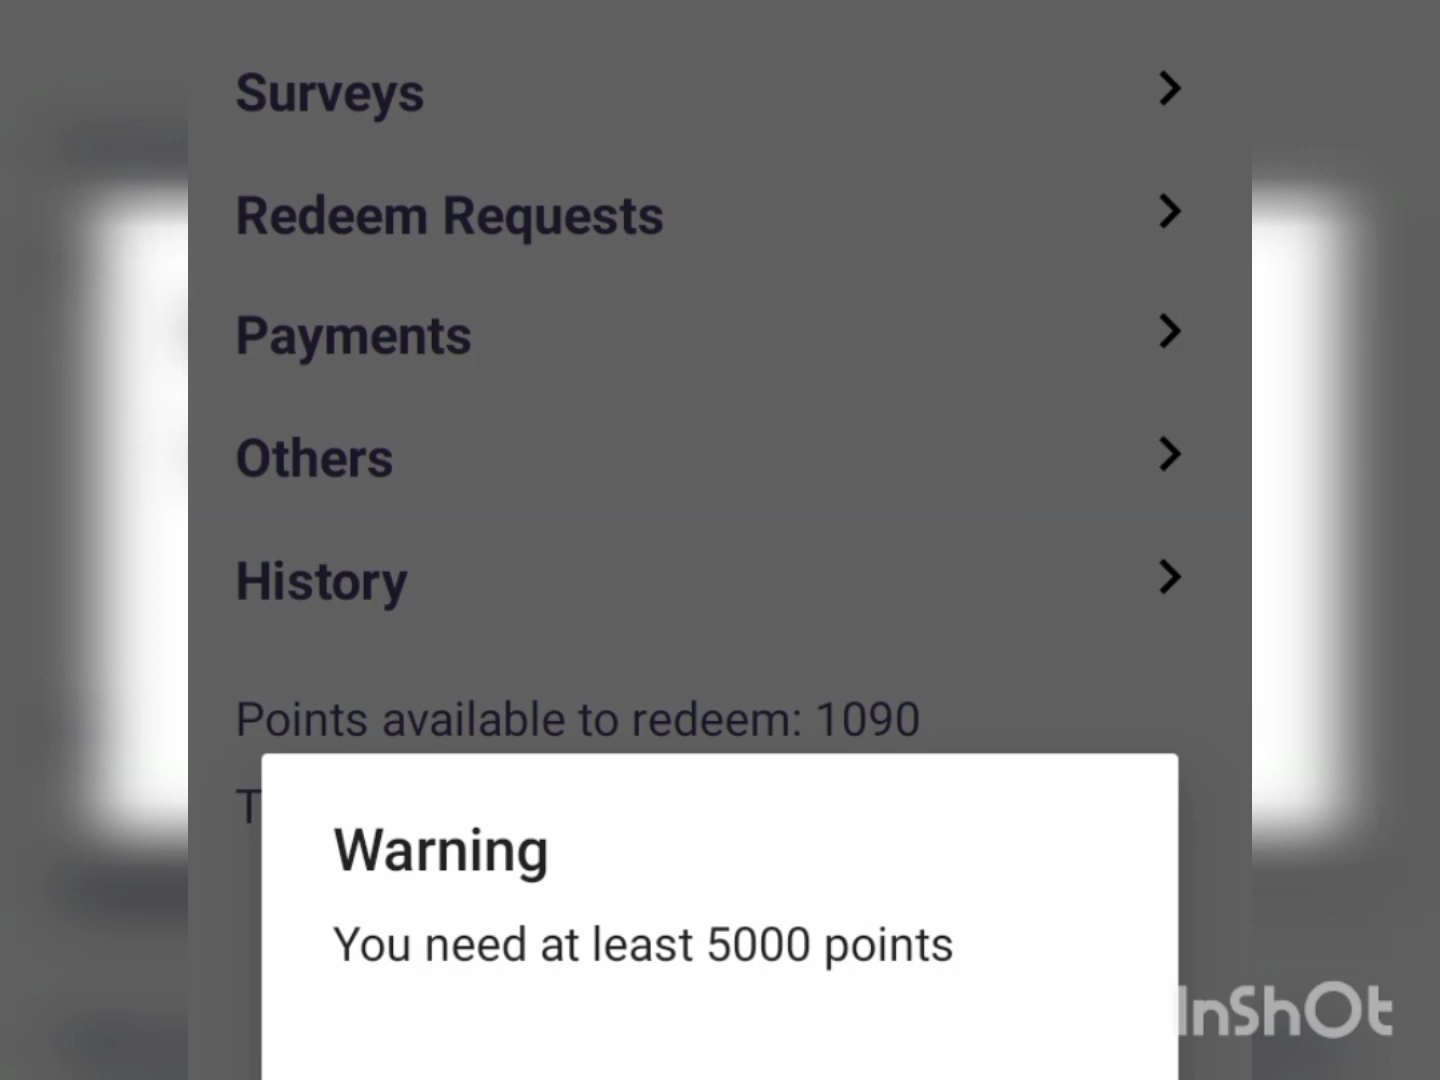 Surveys
Redeem Requests
Payments
Others
History
Points available to redeem: 1090
T
Warning
You need at least 5000 points
InShOt